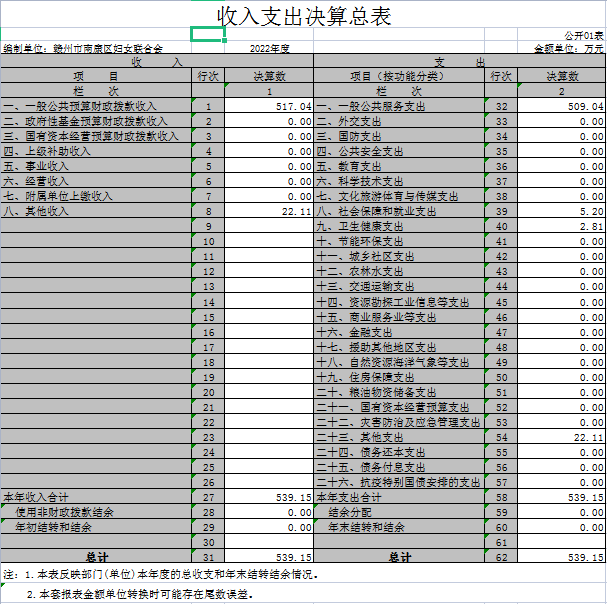 收入支出决算总表
公开01表
编制单位：赣州市南康区妇女联合会 2022年度 金额单位：万元
收 入 支 出
项 目 行次 决算数 项目（按功能分类） 行次 决算数
栏 次 1 栏 次 2
一、一般公共预算财政拨款收入 1 517.04 一、一般公共服务支出 32 509.04
二、政府性基金预算财政拨款收入 2 0.00 二、外交支出 33 0.00
三、国有资本经营预算财政拨款收入 3 0.00 三、国防支出 34 0.00
四、上级补助收入 4 0.00 四、公共安全支出 35 0.00
五、事业收入 5 0.00 五、教育支出 36 0.00
六、经营收入 6 0.00 六、科学技术支出 37 0.00
七、附属单位上缴收入 7 0.00 七、文化旅游体育与传媒支出 38 0.00
八、其他收入 8 22.11 八、社会保障和就业支出 39 5.20
9 九、卫生健康支出 40 2.81
10 十、节能环保支出 41 0.00
11 十一、城乡社区支出 42 0.00
12 十二、农林水支出 43 0.00
13 十三、交通运输支出 44 0.00
14 十四、资源勘探工业信息等支出 45 0.00
15 十五、商业服务业等支出 46 0.00
16 十六、金融支出 47 0.00
17 十七、援助其他地区支出 48 0.00
18 十八、自然资源海洋气象等支出 49 0.00
19 十九、住房保障支出 50 0.00
20 二十、粮油物资储备支出 51 0.00
21 二十一、国有资本经营预算支出 52 0.00
22 二十二、灾害防治及应急管理支出 53 0.00
23 二十三、其他支出 54 22.11
24 二十四、债务还本支出 55 0.00
25 二十五、债务付息支出 56 0.00
26 二十六、抗疫特别国债安排的支出 57 0.00
本年收入合计 27 539.15 本年支出合计 58 539.15
使用非财政拨款结余 28 0.00 结余分配 59 0.00
年初结转和结余 29 0.00 年末结转和结余 60 0.00
30 61
总计 31 539.15 总计 62 539.15
注：1.本表反映部门(单位)本年度的总收支和年末结转结余情况。
2.本套报表金额单位转换时可能存在尾数误差。